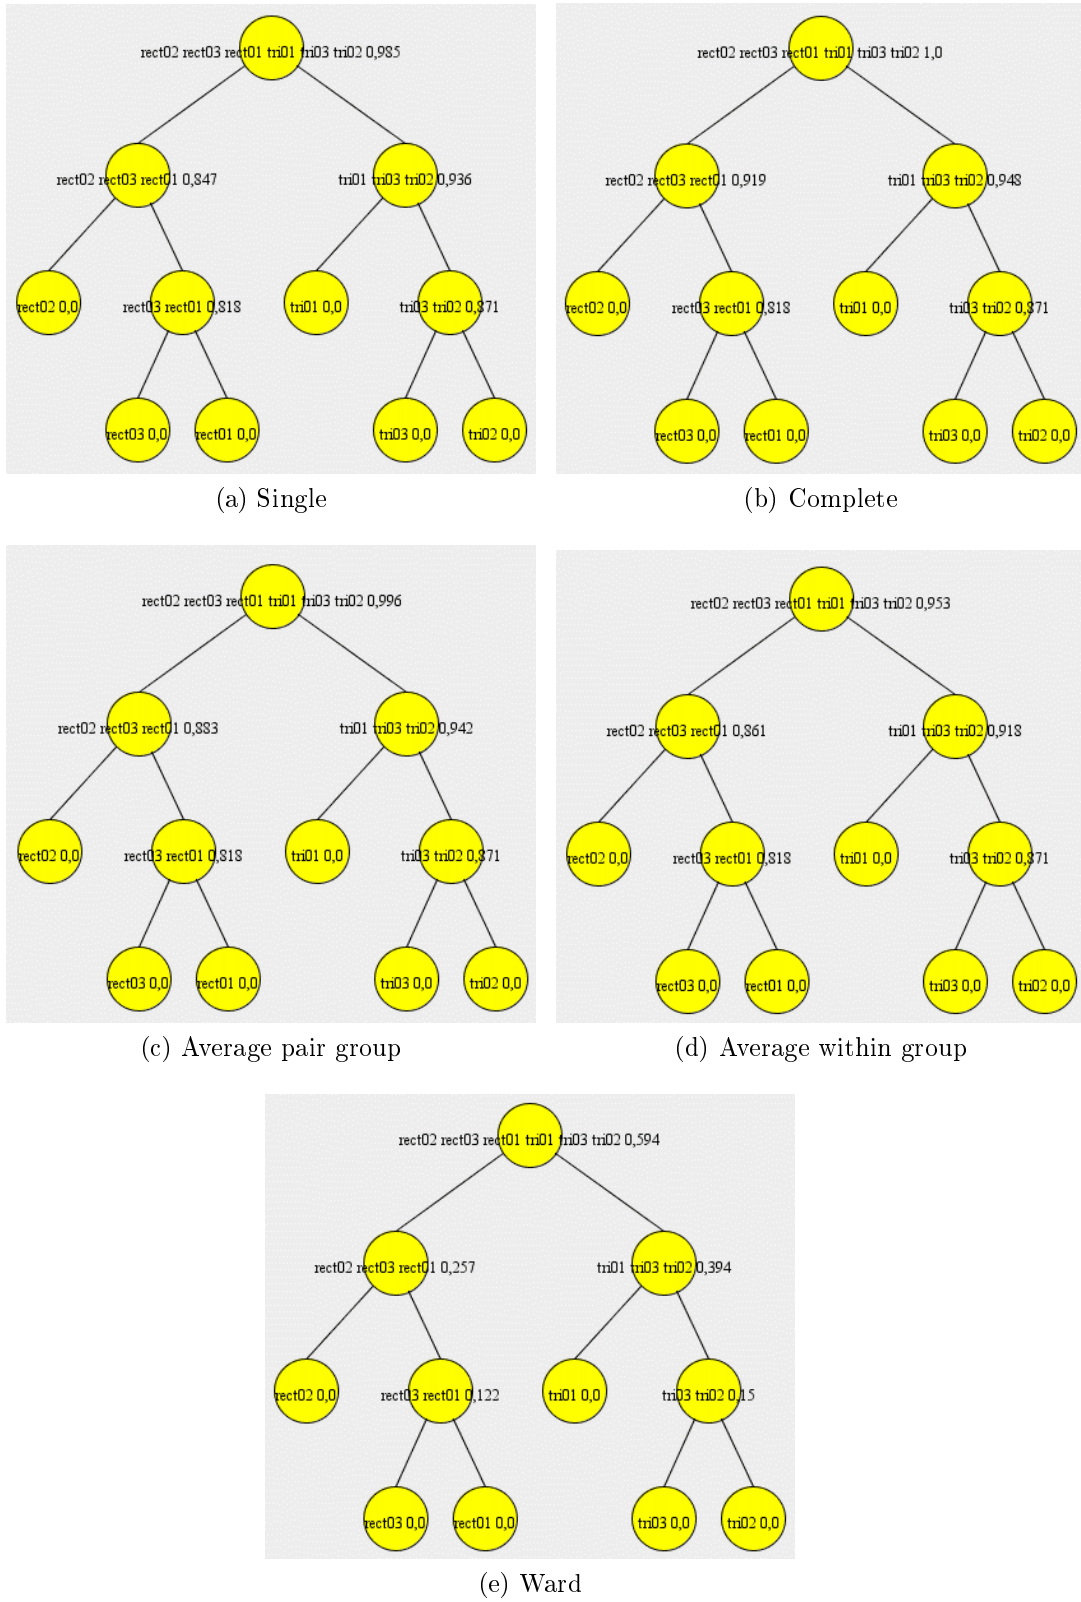 rect02 rect03 rect01 tri01 tri03 tri02 0,985
rect02 rect03 rect01 0,847
tri01 tri03 tri02 0,936
rect02 0,0
rect03 rect01 0,818
tri01 0,0
tri03 tri02 0,871
rect03 0,0
rect01 0,0
tri03 0,0
tri02 0,0
(a) Single
rect02 rect03 rect01 tri01 tri03 tri02 1,0
rect02 rect03 rect01 0,919
tri01 tri03 tri02 0,948
rect02 0,0
rect03 rect01 0,818
tri01 0,0
tri03 tri02 0,871
rect03 0,0
rect01 0,0
tri03 0,0
tri02 0,0
(b) Complete
rect02 rect03 rect01 tri01 tri03 tri02 0,996
rect02 rect03 rect01 0,883
tri01 tri03 tri02 0,942
rect02 0,0
rect03 rect01 0,818
tri01 0,0
tri03 tri02 0,871
rect03 0,0
rect01 0,0
tri03 0,0
tri02 0,0
(c) Average pair group
rect02 rect03 rect01 tri01 tri03 tri02 0,953
rect02 rect03 rect01 0,861
tri01 tri03 tri02 0,918
rect02 0,0
rect03 rect01 0,818
tri01 0,0
tri03 tri02 0,871
rect03 0,0
rect01 0,0
tri03 0,0
tri02 0,0
(d) Average within group
rect02 rect03 rect01 tri01 tri03 tri02 0,594
rect02 rect03 rect01 0,257
tri01 tri03 tri02 0,394
rect02 0,0
rect03 rect01 0,122
tri01 0,0
tri03 tri02 0,15
rect03 0,0
rect01 0,0
tri03 0,0
tri02 0,0
(e) Ward